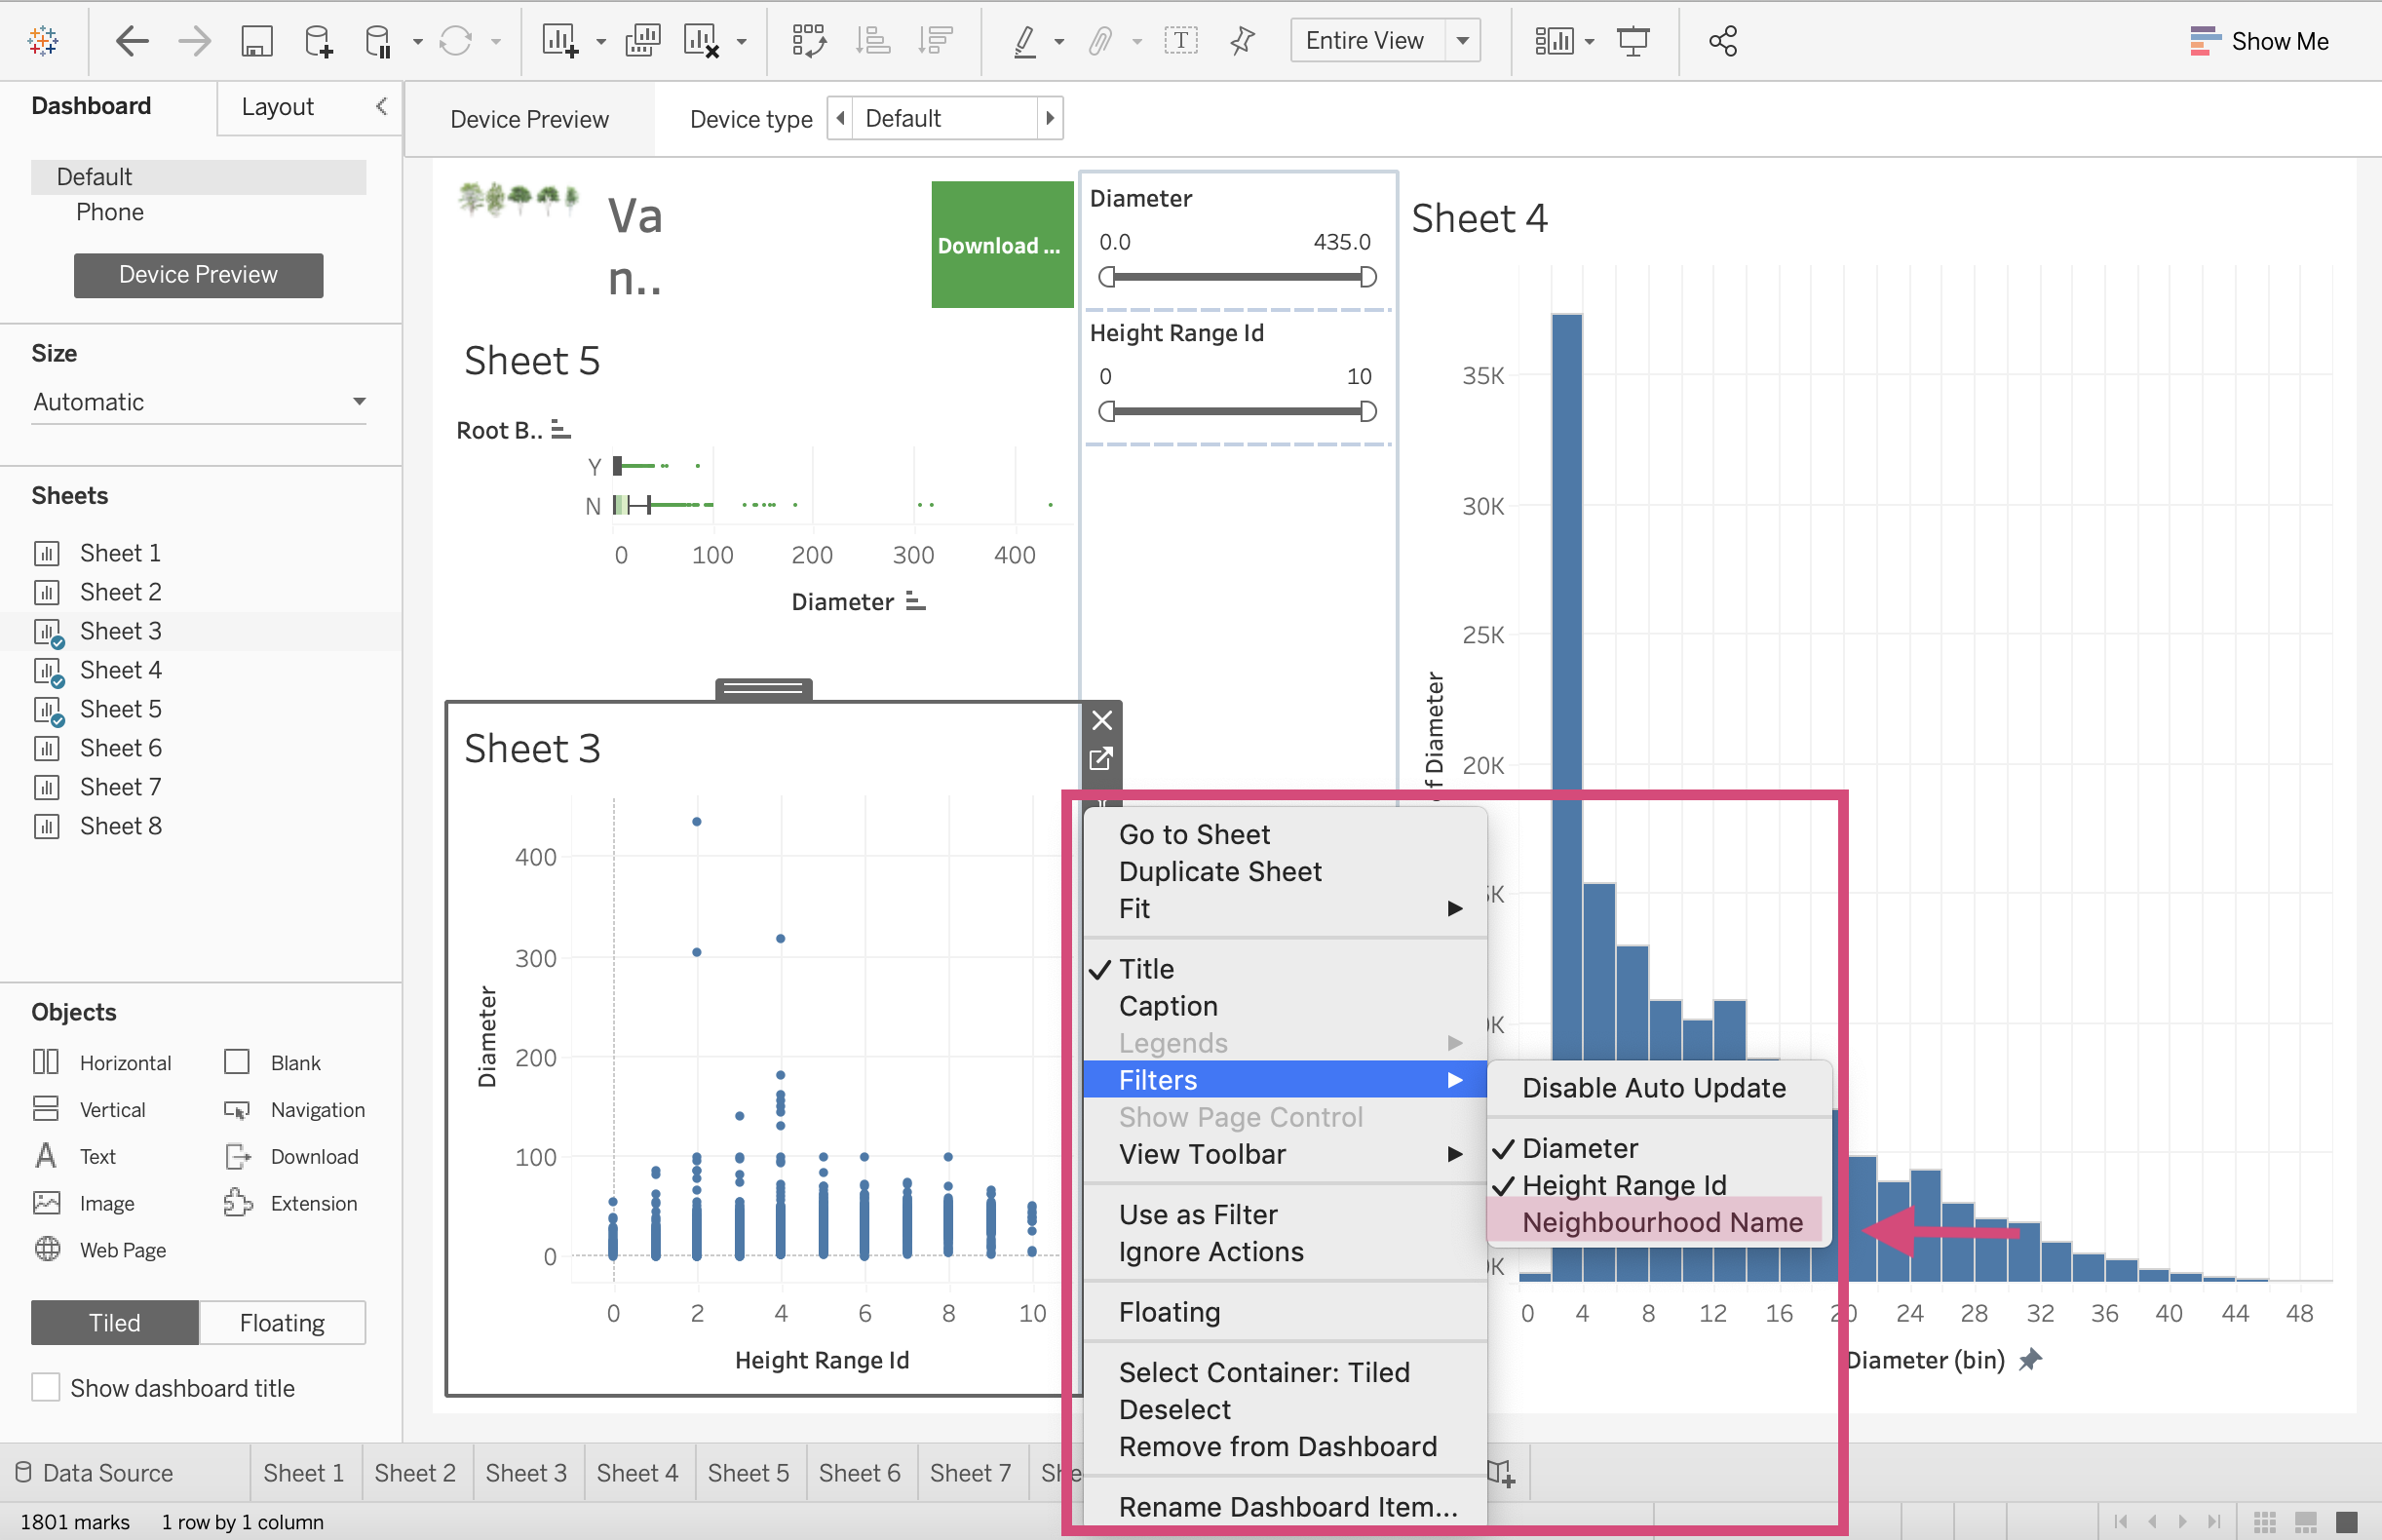 Entire View
Show Me
Dashboard
Layout
Device Preview
Device type
Default
Default
Phone
Device Preview
Size
Automatic
Sheets
Sheet 1
Sheet 2
Sheet 3
Sheet 4
Sheet 5
Sheet 6
Sheet 7
Sheet 8
Objects
Horizontal
Blank
Vertical
Navigation
Text
Download
Image
Extension
Web Page
Tiled
Floating
Show dashboard title
Va
n..
Download ...
Diameter
0.0
435.0
Height Range Id
0
10
Sheet 5
Root B..
Y
N
0
100
200
300
400
Diameter
Sheet 3
400
300
200
100
0
Diameter
0
2
4
6
8
10
Height Range Id
Sheet 4
35K
30K
25K
20K
Diameter
0
4
8
12
16
20
24
28
32
36
40
44
48
Diameter (bin)
Go to Sheet
Duplicate Sheet
Fit
Title
Caption
Legends
Filters
Show Page Control
View Toolbar
Use as Filter
Ignore Actions
Floating
Select Container: Tiled
Deselect
Remove from Dashboard
Rename Dashboard Item...
Disable Auto Update
Diameter
Height Range Id
Neighbourhood Name
Data Source
Sheet 1
Sheet 2
Sheet 3
Sheet 4
Sheet 5
Sheet 6
Sheet 7
1801 marks
1 row by 1 column